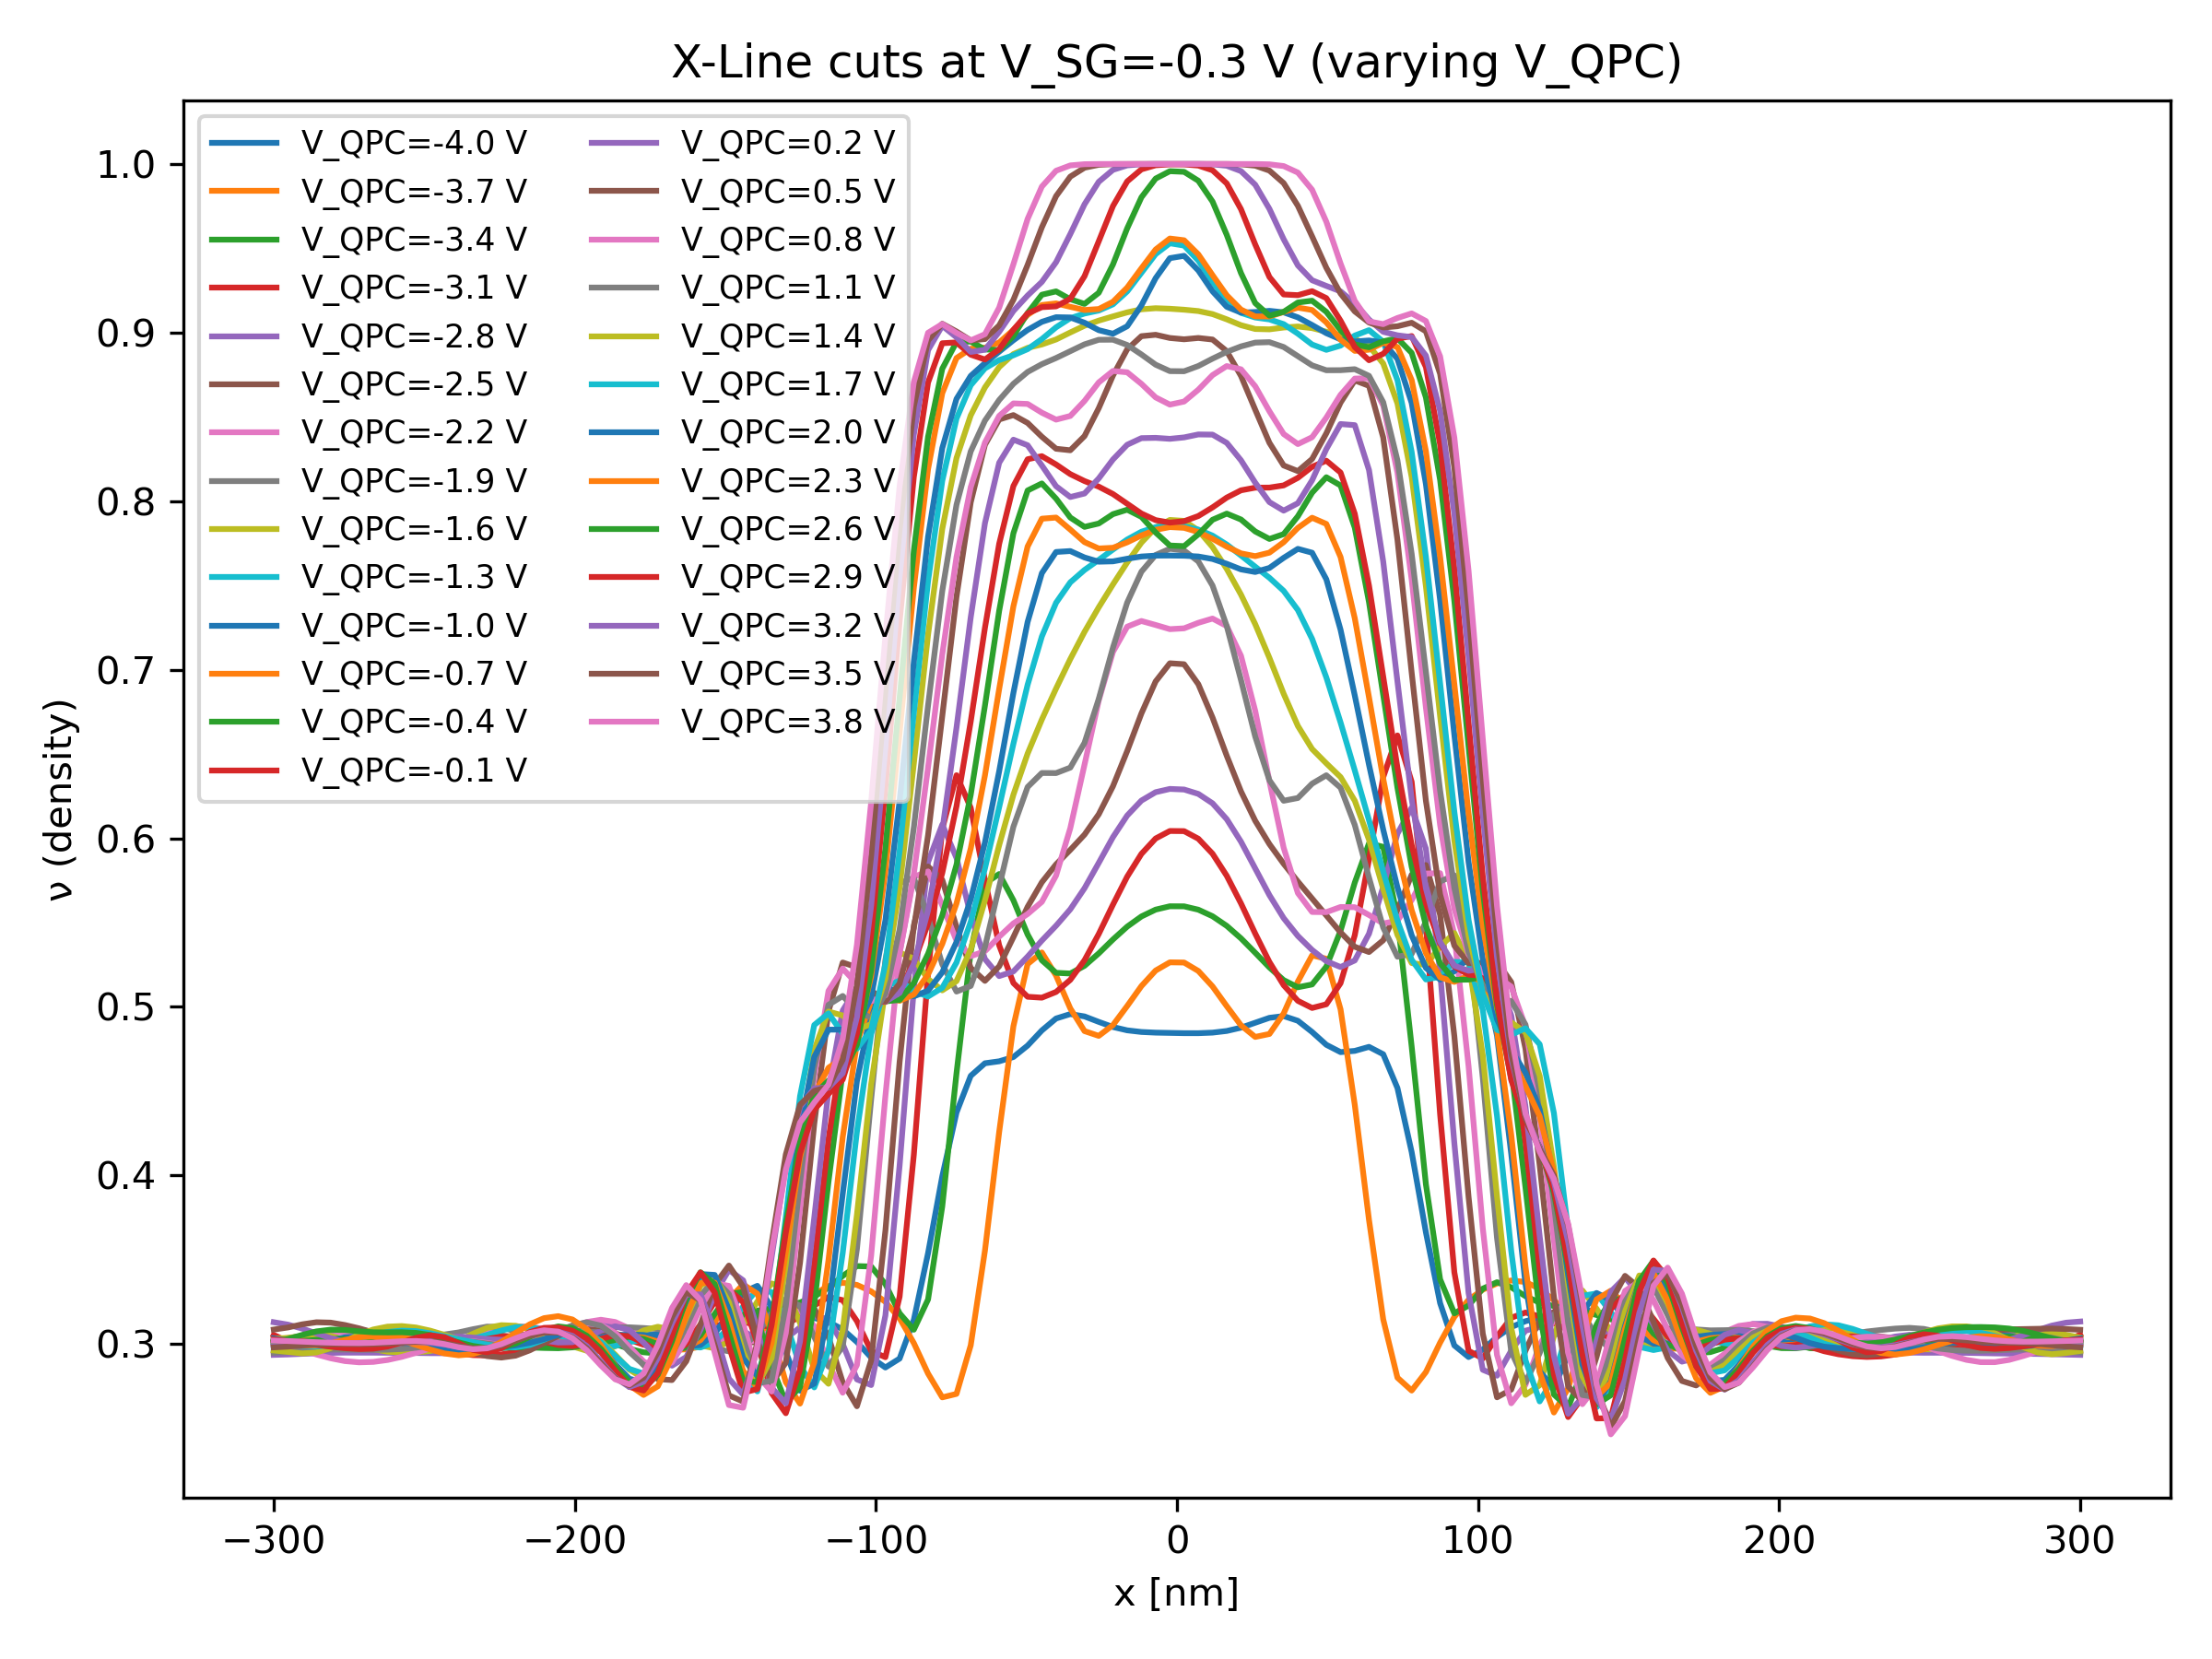 X-Line cuts at V_SG=-0.3 V (varying V_QPC)
V_QPC=-4.0 V
V_QPC=-3.7 V
V_QPC=-3.4 V
V_QPC=-3.1 V
V_QPC=-2.8 V
V_QPC=-2.5 V
V_QPC=-2.2 V
V_QPC=-1.9 V
V_QPC=-1.6 V
V_QPC=-1.3 V
V_QPC=-1.0 V
V_QPC=-0.7 V
V_QPC=-0.4 V
V_QPC=-0.1 V
V_QPC=0.2 V
V_QPC=0.5 V
V_QPC=0.8 V
V_QPC=1.1 V
V_QPC=1.4 V
V_QPC=1.7 V
V_QPC=2.0 V
V_QPC=2.3 V
V_QPC=2.6 V
V_QPC=2.9 V
V_QPC=3.2 V
V_QPC=3.5 V
V_QPC=3.8 V
ν (density)
1.0
0.9
0.8
0.7
0.6
0.5
0.4
0.3
−300
−200
−100
0
100
200
300
x [nm]